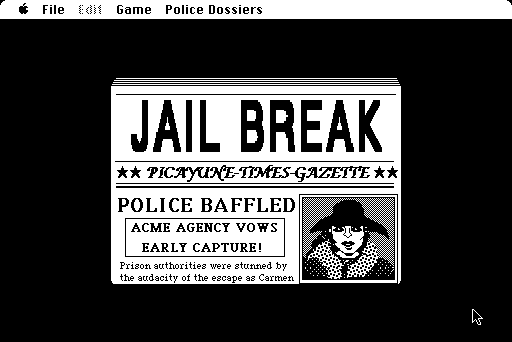 File Edit Game Police Dossiers
JAIL BREAK
PICAYUNE-TIMES-GAZETTE
POLICE BAFFLED
ACME AGENCY VOWS
EARLY CAPTURE!
Prison authorities were stunned by
the audacity of the escape as Carmen